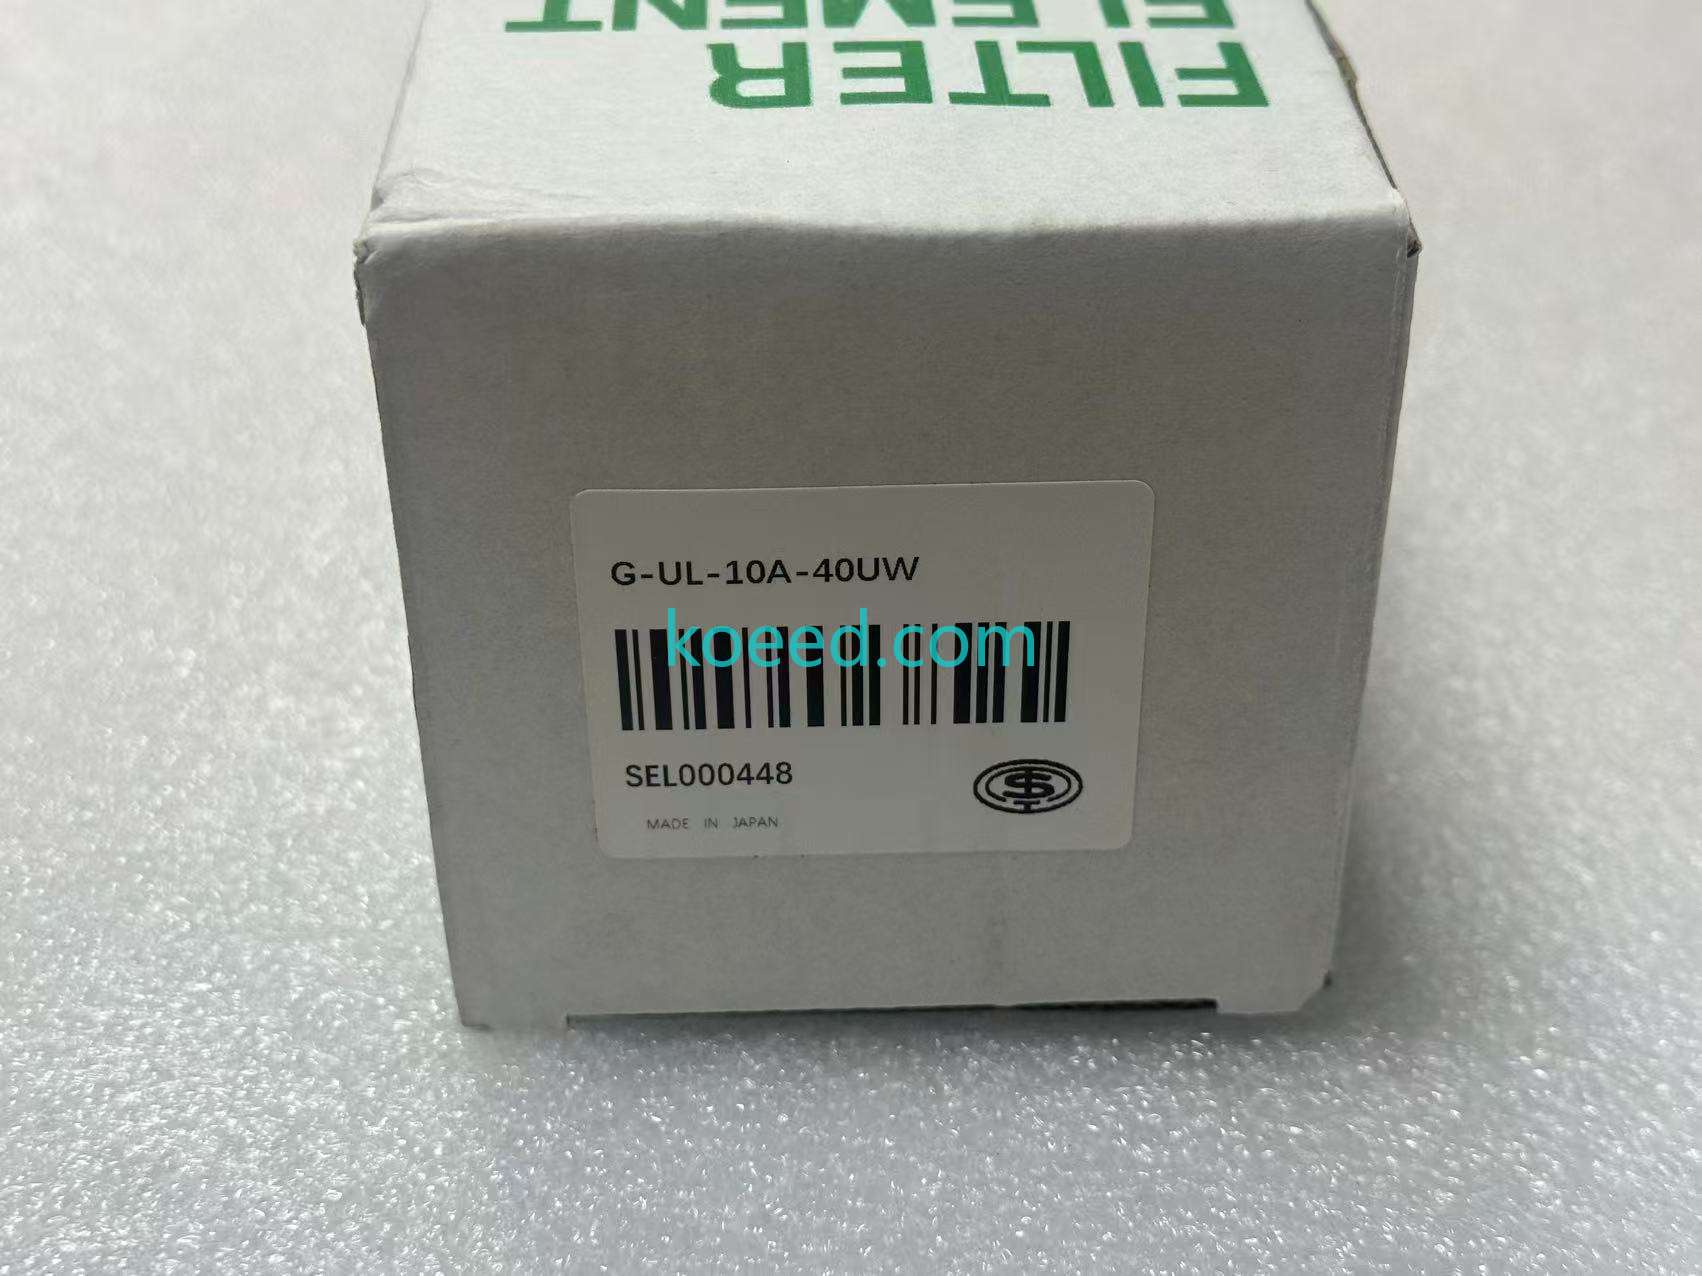 FILTER
ELEMENT
G-UL-10A-40UW
koeed.com
SEL000448
MADE IN JAPAN